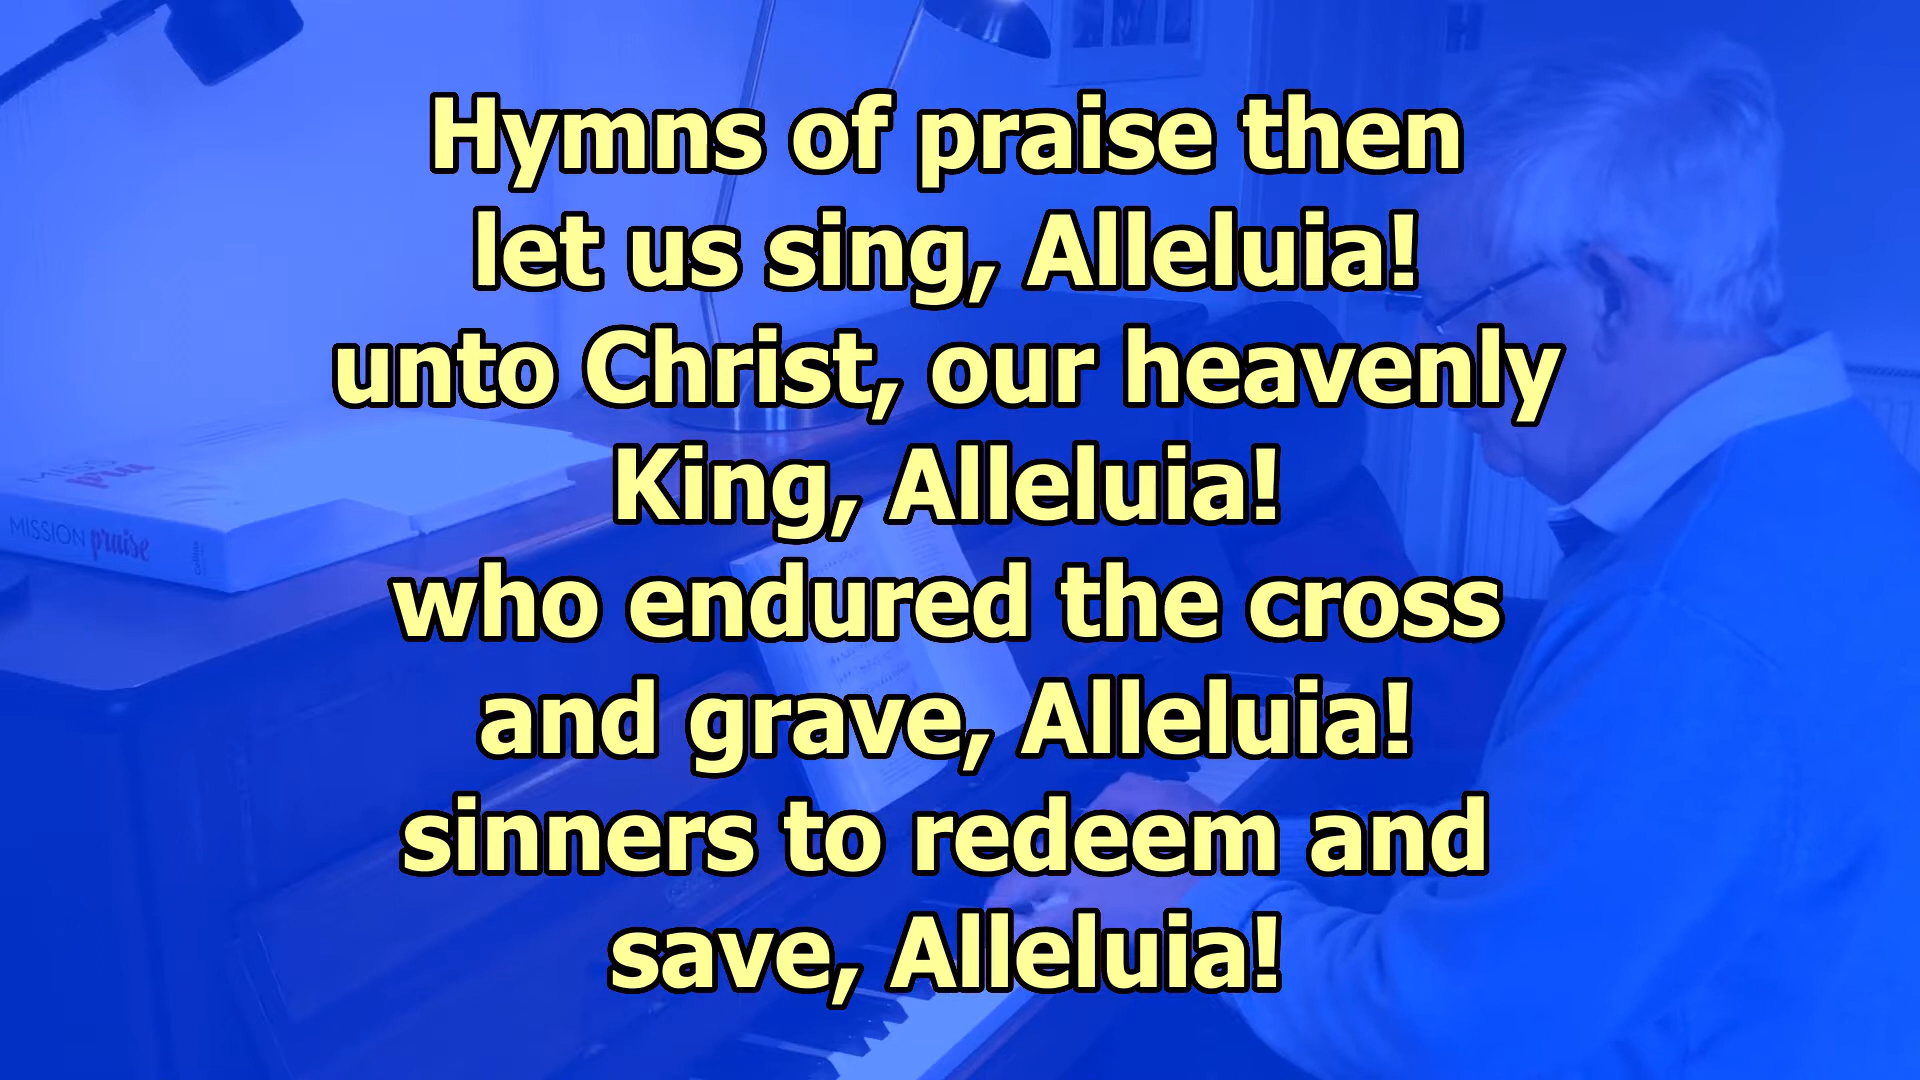 Hymns of praise then
let us sing, Alleluia!
unto Christ, our heavenly
King, Alleluia!
who endured the cross
and grave, Alleluia!
sinners to redeem and
save, Alleluia!
MISSION praise